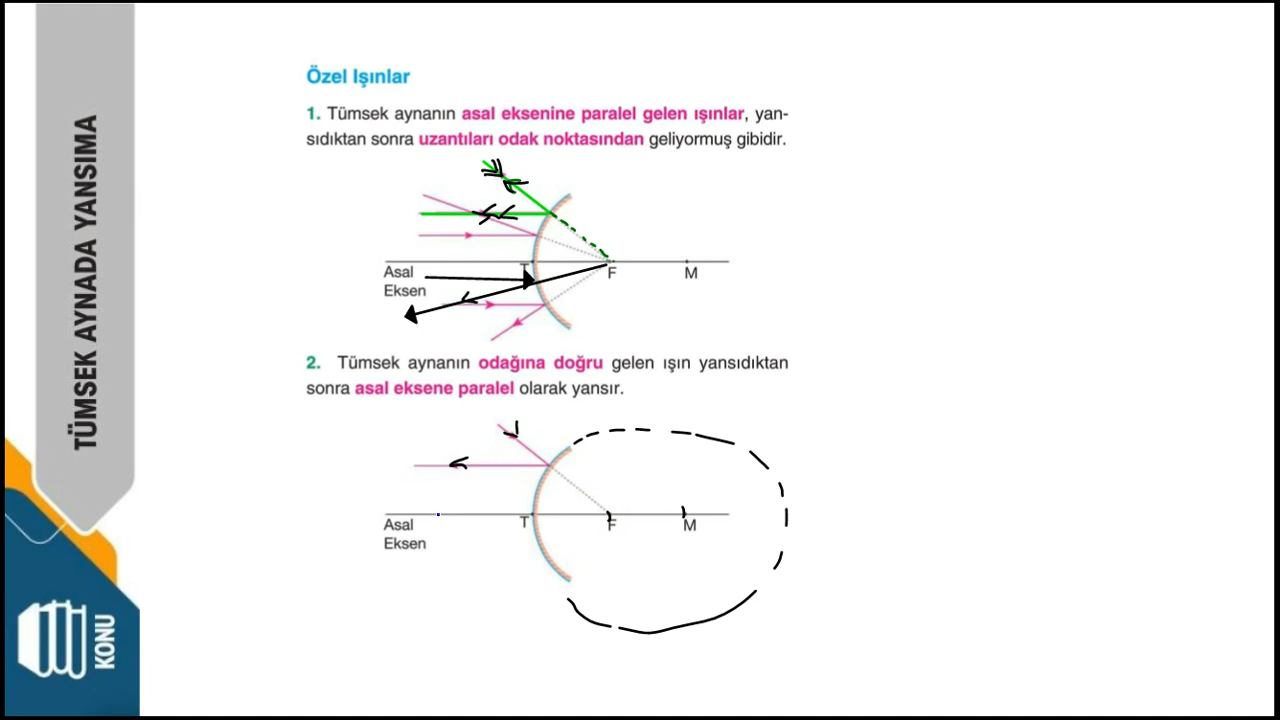 TÜMSEK AYNADA YANSIMA
Özel Işınlar
1. Tümsek aynanın asal eksenine paralel gelen ışınlar, yan-
sıdıktan sonra uzantıları odak noktasından geliyormuş gibidir.
Asal
Eksen
T
F
M
2. Tümsek aynanın odağına doğru gelen ışın yansıdıktan
sonra asal eksene paralel olarak yansır.
Asal
Eksen
T
F
M
KONU